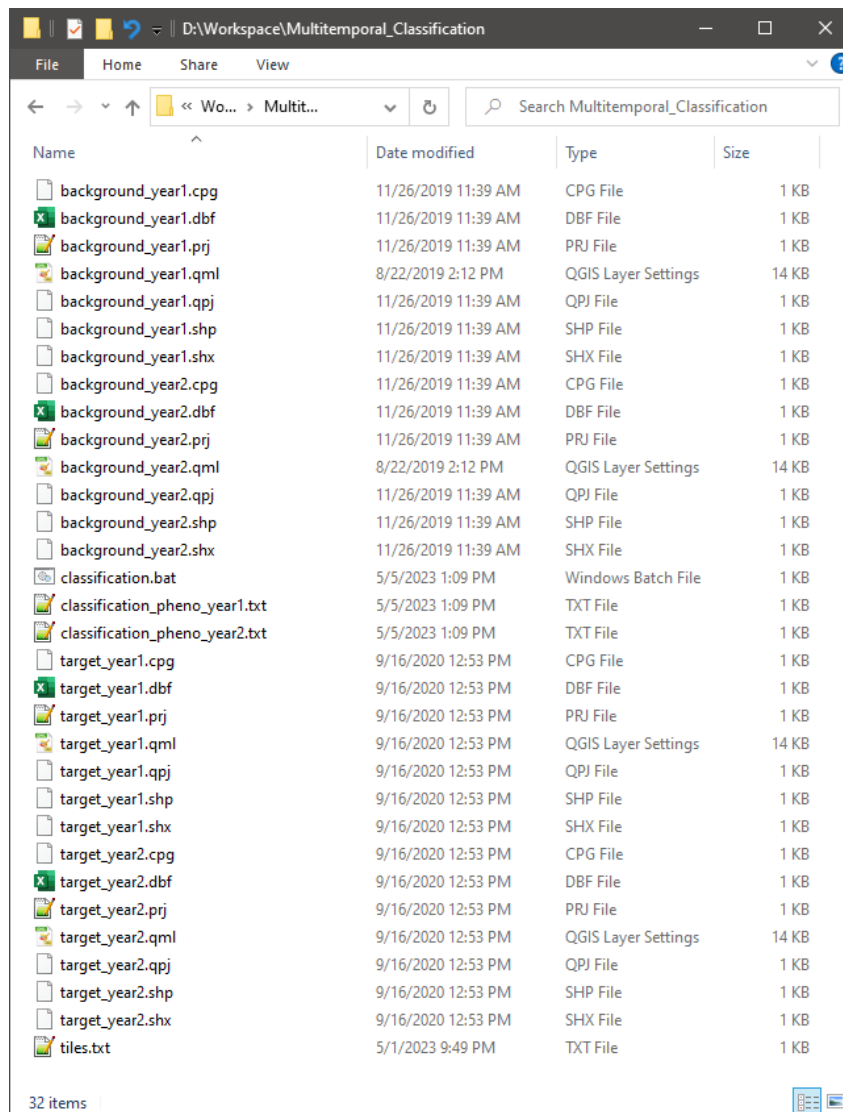 D:\Workspace\Multitemporal_Classification
File Home Share View
« Wo... › Multit... Search Multitemporal_Classification
Name Date modified Type Size
background_year1.cpg 11/26/2019 11:39 AM CPG File 1 KB
background_year1.dbf 11/26/2019 11:39 AM DBF File 1 KB
background_year1.prj 11/26/2019 11:39 AM PRJ File 1 KB
background_year1.qml 8/22/2019 2:12 PM QGIS Layer Settings 14 KB
background_year1.qpj 11/26/2019 11:39 AM QPJ File 1 KB
background_year1.shp 11/26/2019 11:39 AM SHP File 1 KB
background_year1.shx 11/26/2019 11:39 AM SHX File 1 KB
background_year2.cpg 11/26/2019 11:39 AM CPG File 1 KB
background_year2.dbf 11/26/2019 11:39 AM DBF File 1 KB
background_year2.prj 11/26/2019 11:39 AM PRJ File 1 KB
background_year2.qml 8/22/2019 2:12 PM QGIS Layer Settings 14 KB
background_year2.qpj 11/26/2019 11:39 AM QPJ File 1 KB
background_year2.shp 11/26/2019 11:39 AM SHP File 1 KB
background_year2.shx 11/26/2019 11:39 AM SHX File 1 KB
classification.bat 5/5/2023 1:09 PM Windows Batch File 1 KB
classification_pheno_year1.txt 5/5/2023 1:09 PM TXT File 1 KB
classification_pheno_year2.txt 5/5/2023 1:09 PM TXT File 1 KB
target_year1.cpg 9/16/2020 12:53 PM CPG File 1 KB
target_year1.dbf 9/16/2020 12:53 PM DBF File 1 KB
target_year1.prj 9/16/2020 12:53 PM PRJ File 1 KB
target_year1.qml 9/16/2020 12:53 PM QGIS Layer Settings 14 KB
target_year1.qpj 9/16/2020 12:53 PM QPJ File 1 KB
target_year1.shp 9/16/2020 12:53 PM SHP File 1 KB
target_year1.shx 9/16/2020 12:53 PM SHX File 1 KB
target_year2.cpg 9/16/2020 12:53 PM CPG File 1 KB
target_year2.dbf 9/16/2020 12:53 PM DBF File 1 KB
target_year2.prj 9/16/2020 12:53 PM PRJ File 1 KB
target_year2.qml 9/16/2020 12:53 PM QGIS Layer Settings 14 KB
target_year2.qpj 9/16/2020 12:53 PM QPJ File 1 KB
target_year2.shp 9/16/2020 12:53 PM SHP File 1 KB
target_year2.shx 9/16/2020 12:53 PM SHX File 1 KB
tiles.txt 5/1/2023 9:49 PM TXT File 1 KB
32 items